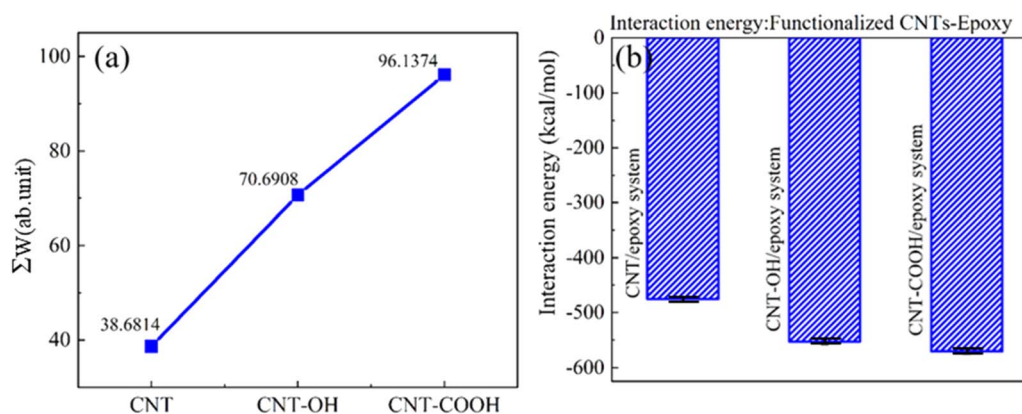 (a)
ΣW(ab.unit)
100
80
60
40
38.6814
70.6908
96.1374
CNT
CNT-OH
CNT-COOH
Interaction energy:Functionalized CNTs-Epoxy
(b)
Interaction energy (kcal/mol)
0
-100
-200
-300
-400
-500
-600
CNT/epoxy system
CNT-OH/epoxy system
CNT-COOH/epoxy system